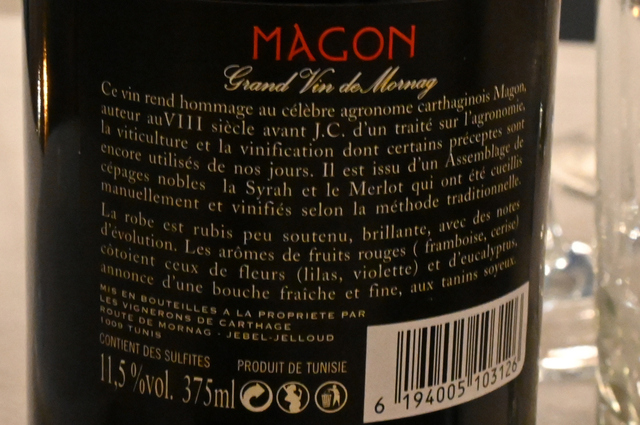 MAGON
Grand Vin de Mornag
Ce vin rend hommage au célèbre agronome carthaginois Magon,
auteur auVIII siècle avant J.C. d'un traité sur l'agronomie,
la viticulture et la vinification dont certains préceptes sont
encore utilisés de nos jours. Il est issu d'un Assemblage de
cépages nobles la Syrah et le Merlot qui ont été cueillis
manuellement et vinifiés selon la méthode traditionnelle.
La robe est rubis peu soutenu, brillante, avec des notes
d'évolution. Les arômes de fruits rouges ( framboise, cerise)
côtoient ceux de fleurs (lilas, violette) et d'eucalyptus,
annonce d'une bouche fraiche et fine, aux tanins soyeux.
MIS EN BOUTEILLES A LA PROPRIETE PAR
LES VIGNERONS DE CARTHAGE
ROUTE DE MORNAG - JEBEL-JELLOUD
1009 TUNIS
CONTIENT DES SULFITES PRODUIT DE TUNISIE
11,5 %vol. 375ml
6 194005 103126